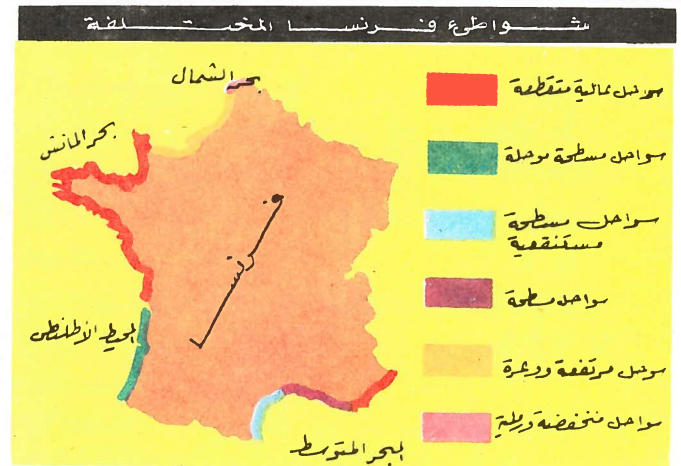 شواطئ فرنسا المختلفة
بحر الشمال
بحر المانش
فرنسا
المحيط الأطلنطى
البحر المتوسط
سواحل عالية متقطعة
سواحل مسطحة موحلة
سواحل مسطحة
مستنقعية
سواحل مسطحة
سواحل مرتفعة ووعرة
سواحل منخفضة ورملية